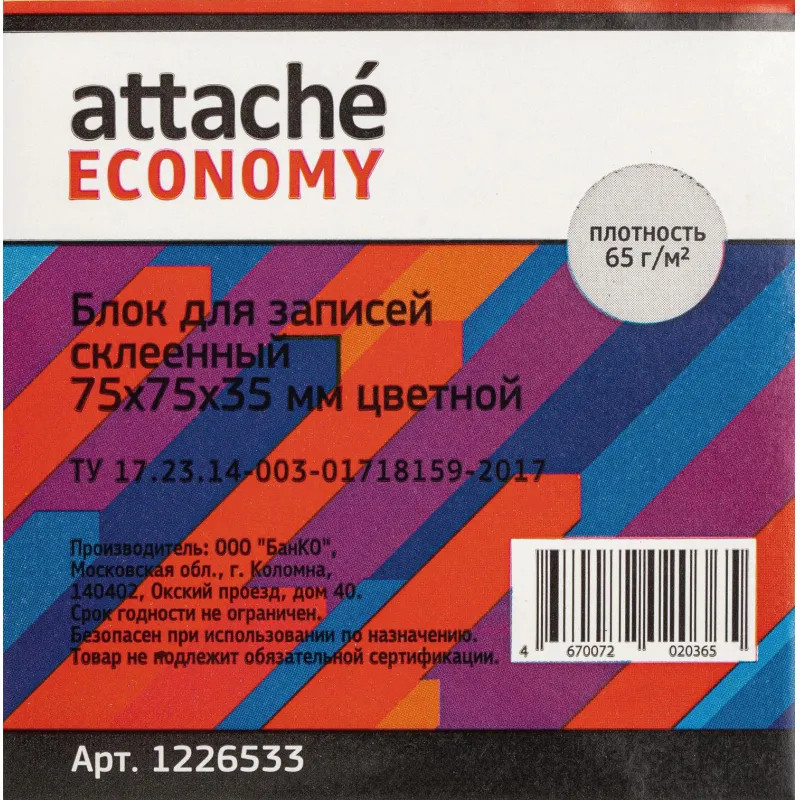 attaché
ECONOMY
плотность
65 г/м²
Блок для записей
склеенный
75х75х35 мм цветной
ТУ 17.23.14-003-01718159-2017
Производитель: ООО "БанКО",
Московская обл., г. Коломна,
140402, Окский проезд, дом 40.
Срок годности не ограничен.
Безопасен при использовании по назначению.
Товар не подлежит обязательной сертификации.
4 670072 020365
Арт. 1226533